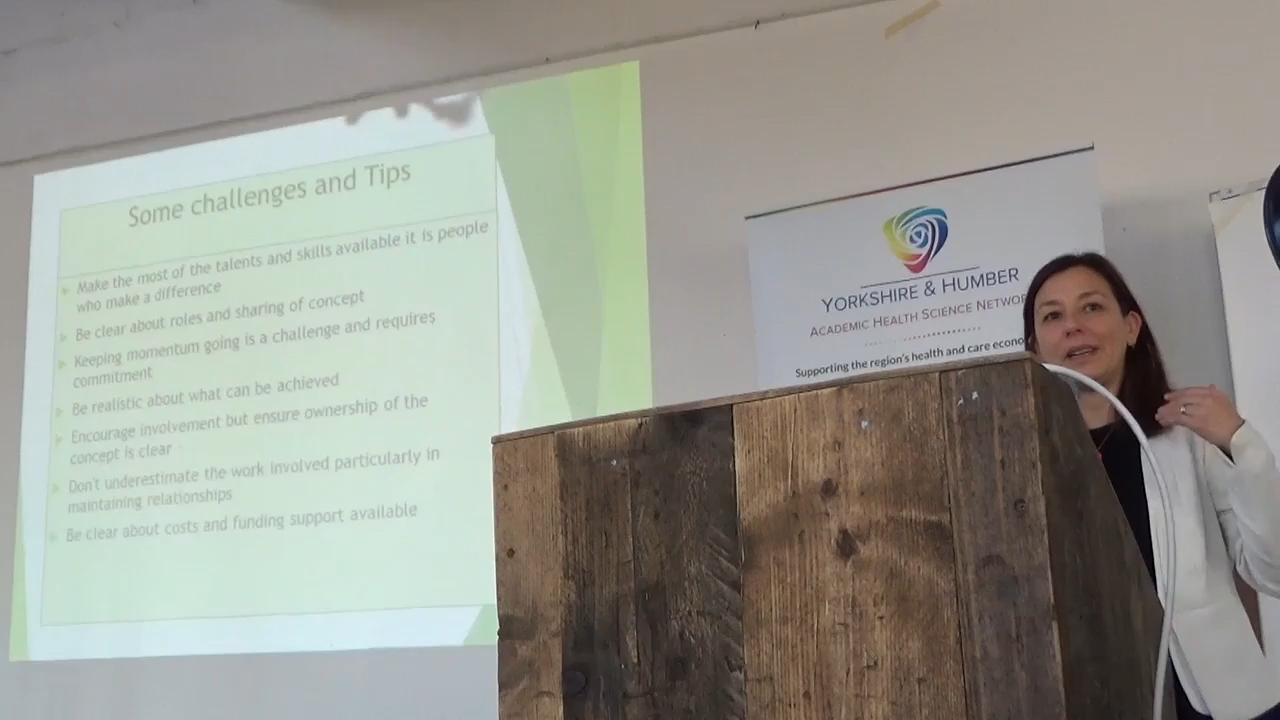 Some challenges and Tips
Make the most of the talents and skills available it is people
who make a difference
Be clear about roles and sharing of concept
Keeping momentum going is a challenge and requires
commitment
Be realistic about what can be achieved
Encourage involvement but ensure ownership of the
concept is clear
Don't underestimate the work involved particularly in
maintaining relationships
Be clear about costs and funding support available
YORKSHIRE & HUMBER
ACADEMIC HEALTH SCIENCE
Supporting the region's health and care